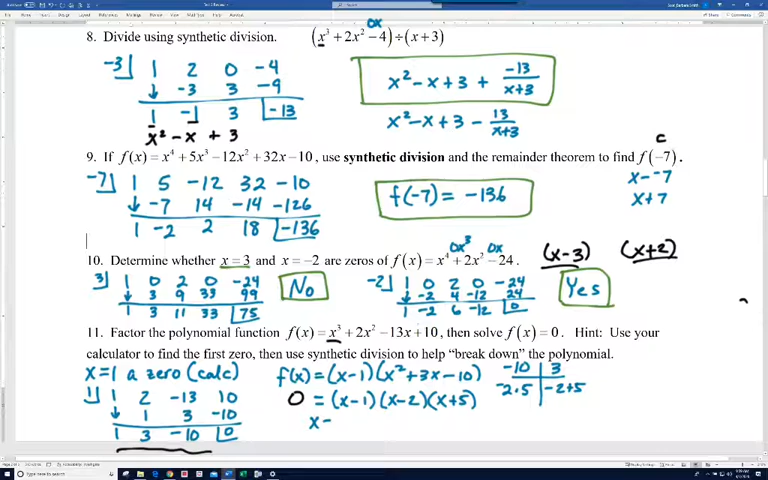 0x
8. Divide using synthetic division. (x³ + 2x² − 4) ÷ (x + 3)
-3| 1 2 0 -4
↓ -3 3 -9
1 -1 3 |-13
x² - x + 3
x² - x + 3 + -13/(x+3)
x² - x + 3 - 13/(x+3)
c
9. If f(x) = x⁴ + 5x³ − 12x² + 32x − 10, use synthetic division and the remainder theorem to find f(−7).
-7| 1 5 -12 32 -10
↓ -7 14 -14 -126
1 -2 2 18 |-136
f(-7) = -136
x - -7
x + 7
0x³ 0x
10. Determine whether x = 3 and x = −2 are zeros of f(x) = x⁴ + 2x² − 24. (x-3) (x+2)
3| 1 0 2 0 -24
↓ 3 9 33 99
1 3 11 33 |75
No
-2| 1 0 2 0 -24
↓ -2 4 -12 24
1 -2 6 -12 |0
Yes
11. Factor the polynomial function f(x) = x³ + 2x² − 13x + 10, then solve f(x) = 0. Hint: Use your
calculator to find the first zero, then use synthetic division to help “break down” the polynomial.
x=1 a zero (calc)
1| 1 2 -13 10
↓ 1 3 -10
1 3 -10 |0
f(x) = (x-1)(x²+3x-10)
0 = (x-1)(x-2)(x+5)
x -
-10 | 3
-2·5 | -2+5